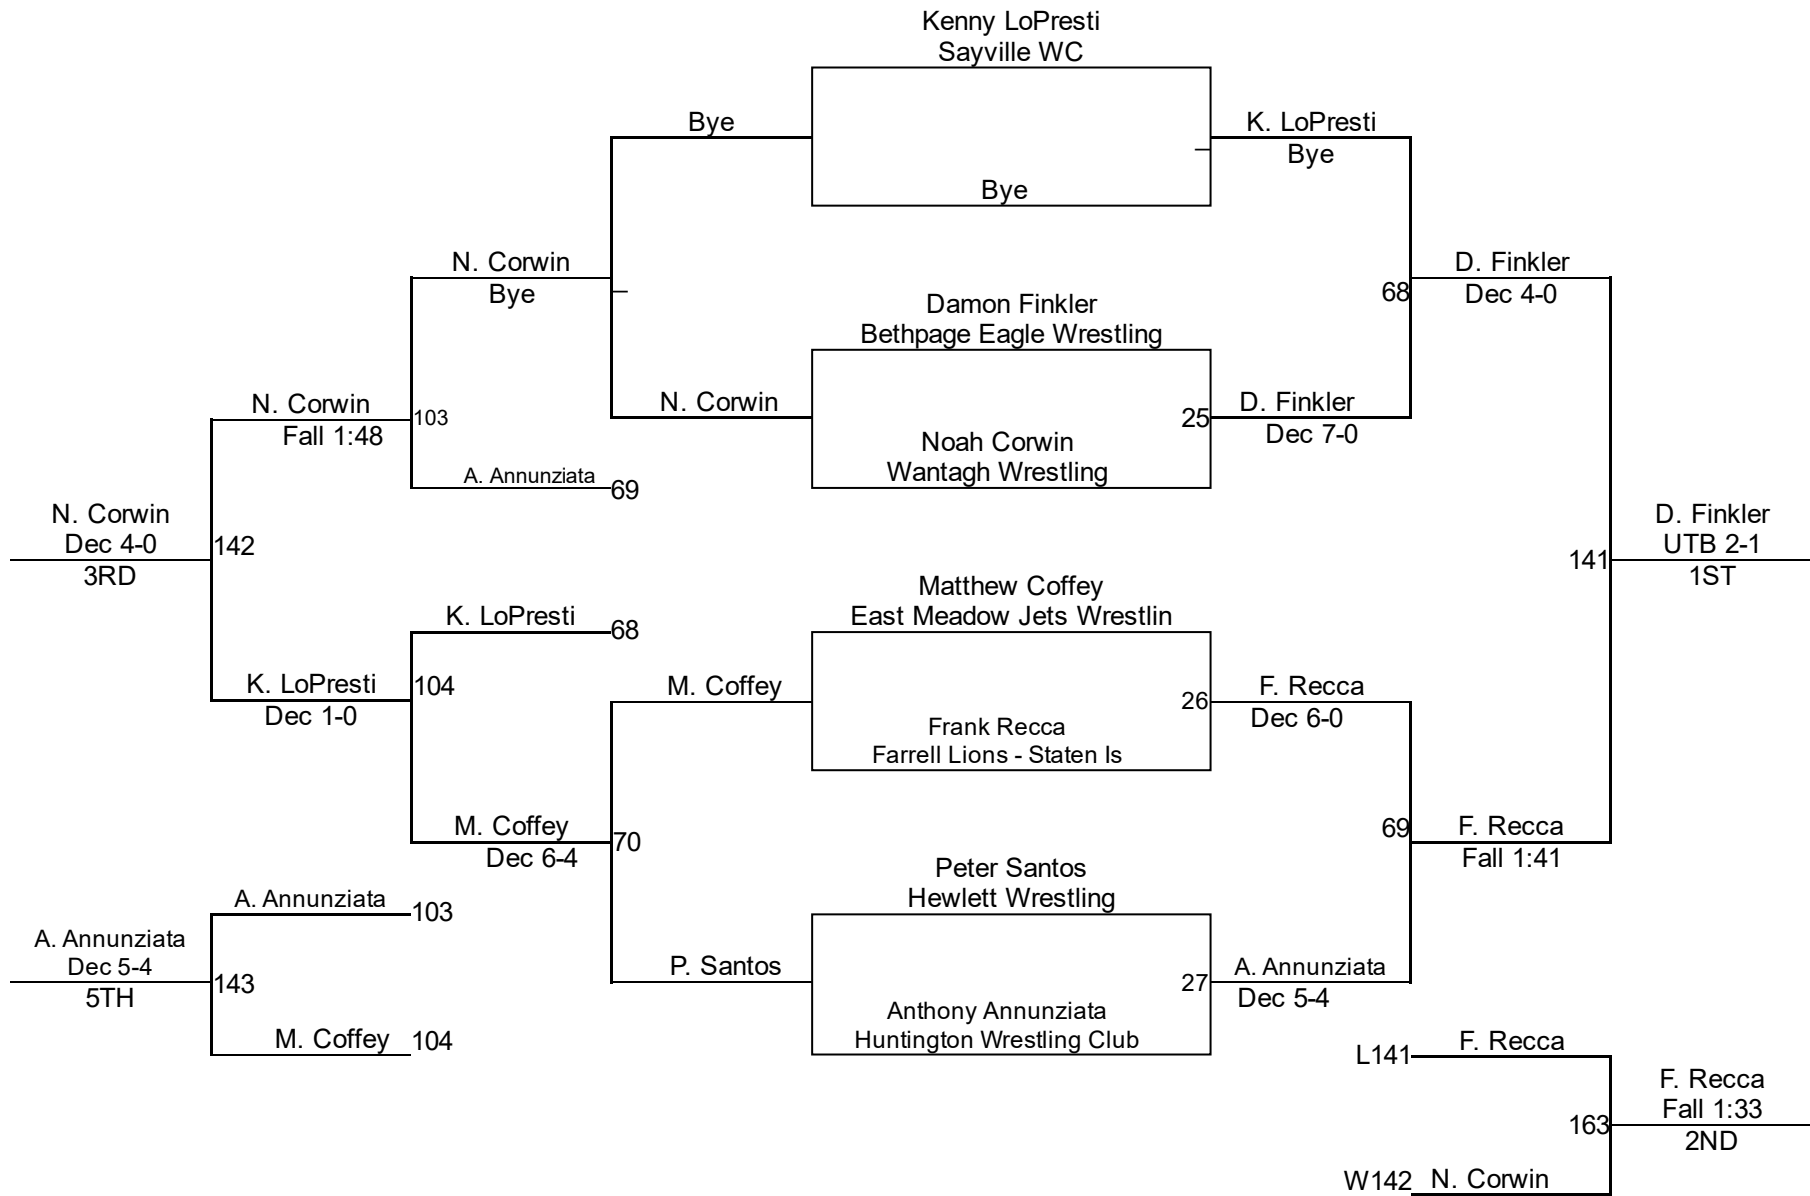 Kenny LoPresti
Sayville WC
Bye
K. LoPresti
Bye
Bye
N. Corwin
Bye
D. Finkler
Dec 4-0
68
Damon Finkler
Bethpage Eagle Wrestling
N. Corwin
Fall 1:48
103
N. Corwin
25
D. Finkler
Dec 7-0
Noah Corwin
Wantagh Wrestling
A. Annunziata
69
N. Corwin
Dec 4-0
3RD
142
141
D. Finkler
UTB 2-1
1ST
Matthew Coffey
East Meadow Jets Wrestlin
K. LoPresti
68
K. LoPresti
Dec 1-0
104
M. Coffey
26
F. Recca
Dec 6-0
Frank Recca
Farrell Lions - Staten Is
M. Coffey
Dec 6-4
70
69
F. Recca
Fall 1:41
Peter Santos
Hewlett Wrestling
A. Annunziata
103
A. Annunziata
Dec 5-4
5TH
143
P. Santos
27
A. Annunziata
Dec 5-4
Anthony Annunziata
Huntington Wrestling Club
M. Coffey
104
L141
F. Recca
163
F. Recca
Fall 1:33
2ND
W142
N. Corwin